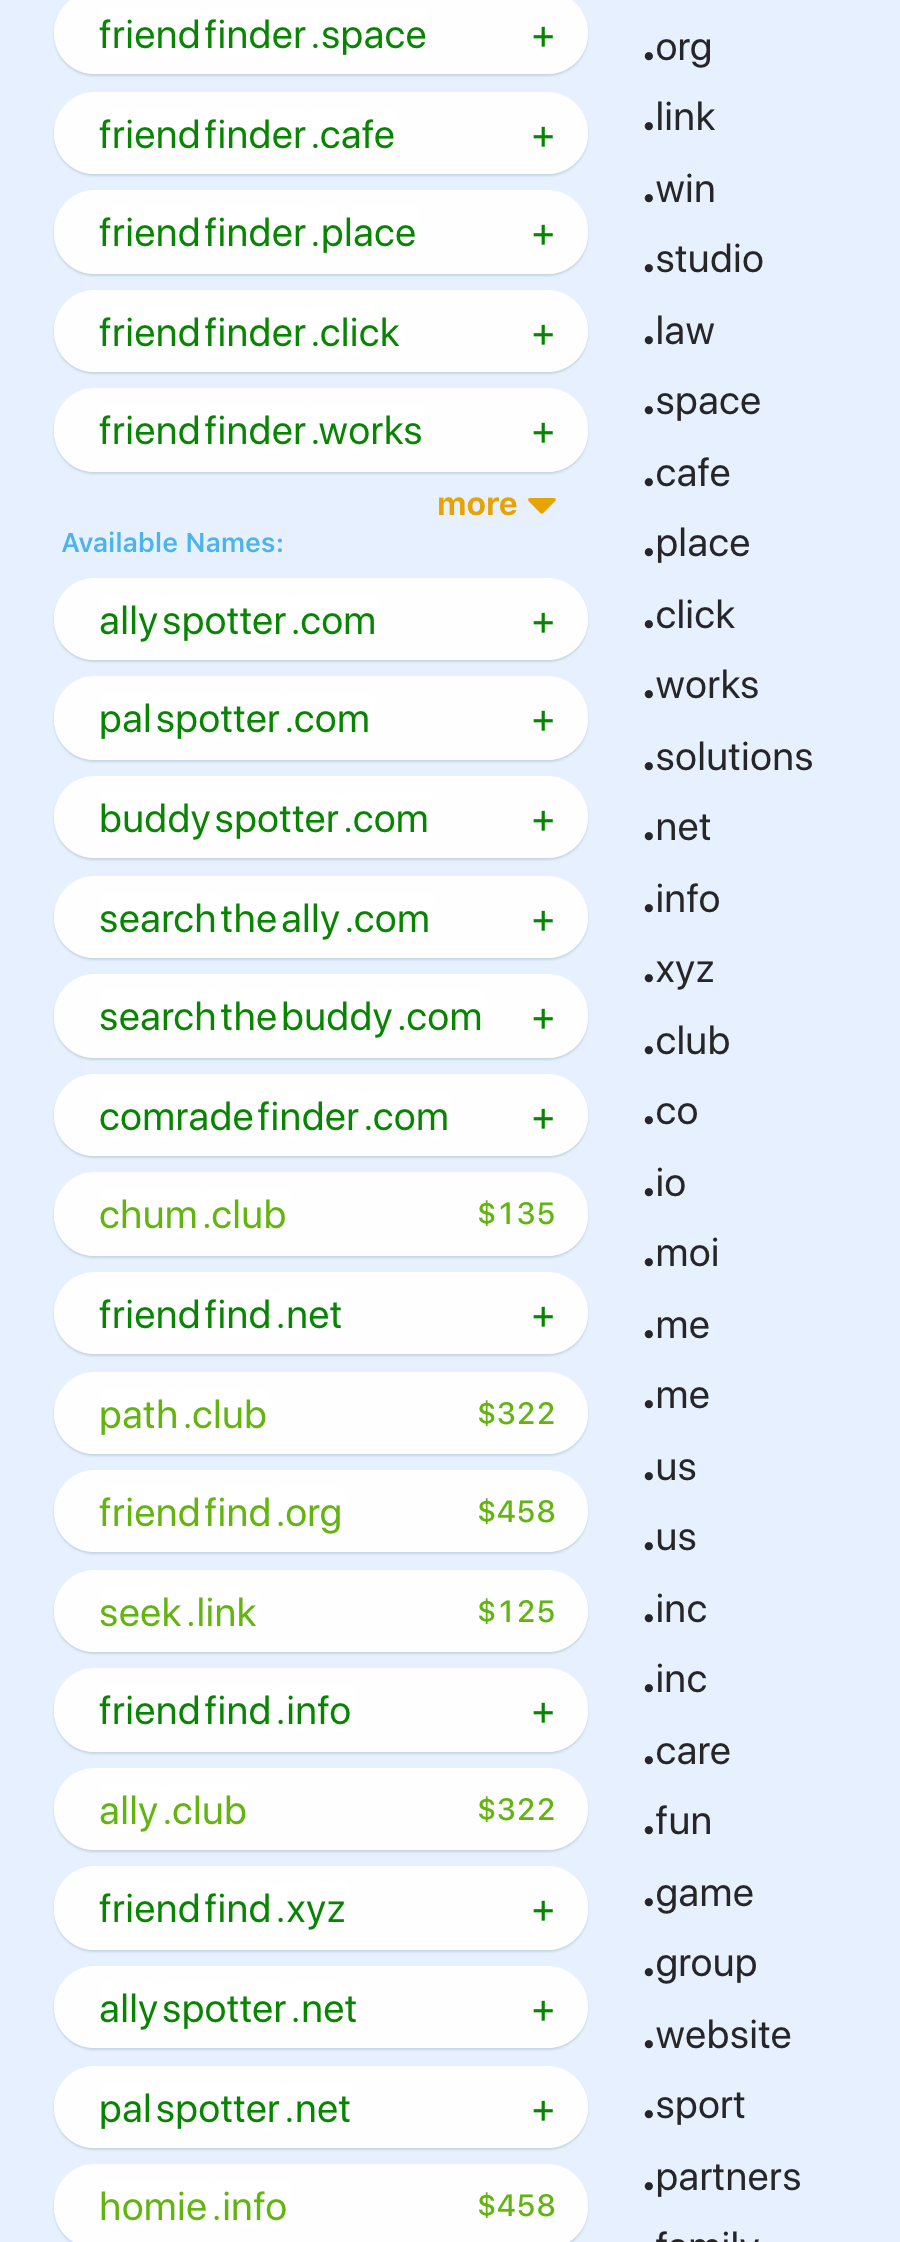 friendfinder.space +
friendfinder.cafe +
friendfinder.place +
friendfinder.click +
friendfinder.works +
more
Available Names:
allyspotter.com +
palspotter.com +
buddyspotter.com +
searchtheally.com +
searchthebuddy.com +
comradefinder.com +
chum.club $135
friendfind.net +
path.club $322
friendfind.org $458
seek.link $125
friendfind.info +
ally.club $322
friendfind.xyz +
allyspotter.net +
palspotter.net +
homie.info $458
.org
.link
.win
.studio
.law
.space
.cafe
.place
.click
.works
.solutions
.net
.info
.xyz
.club
.co
.io
.moi
.me
.me
.us
.us
.inc
.inc
.care
.fun
.game
.group
.website
.sport
.partners
.family